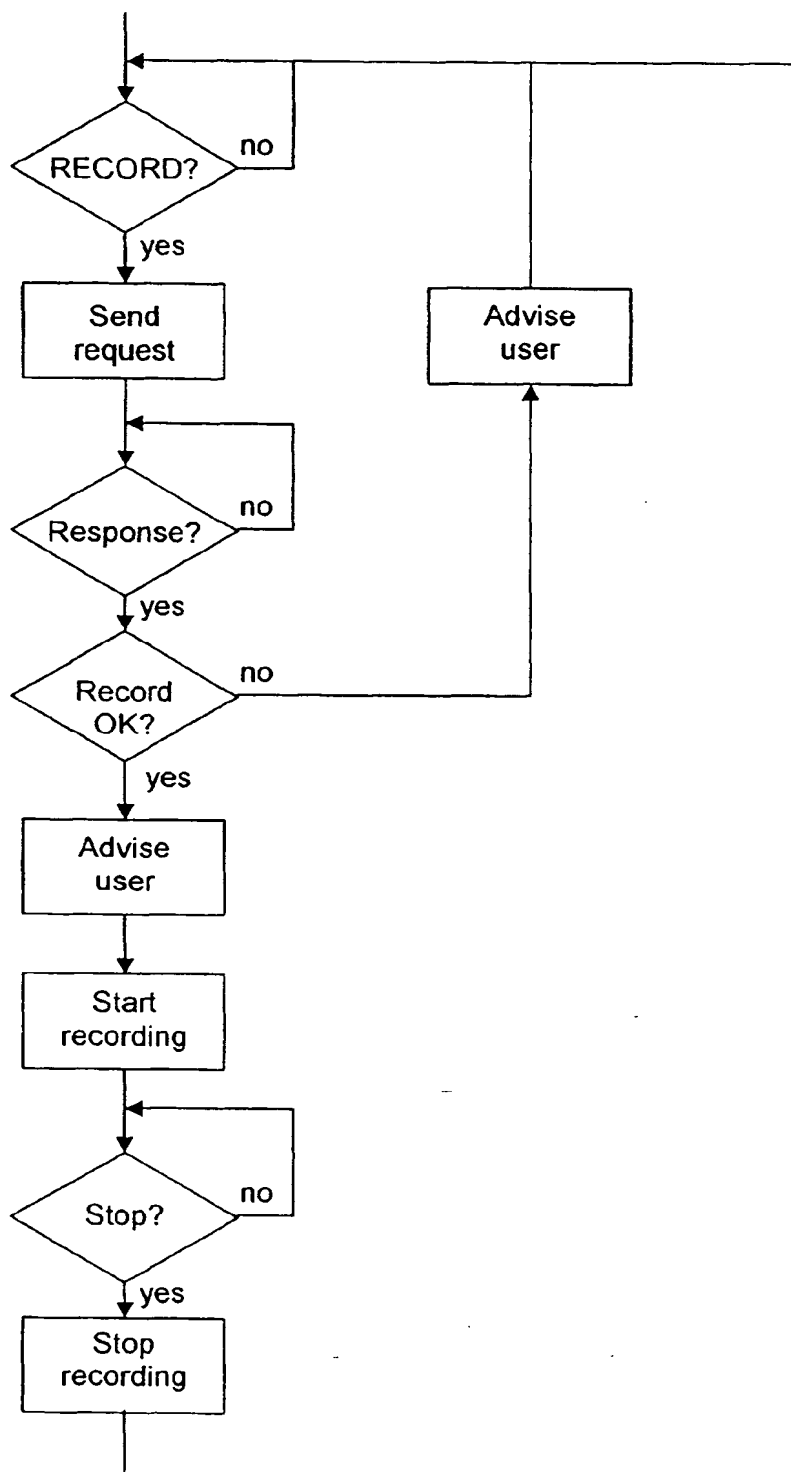 RECORD?
no
yes
Send
request
Advise
user
Response?
no
yes
Record
OK?
no
yes
Advise
user
Start
recording
Stop?
no
yes
Stop
recording